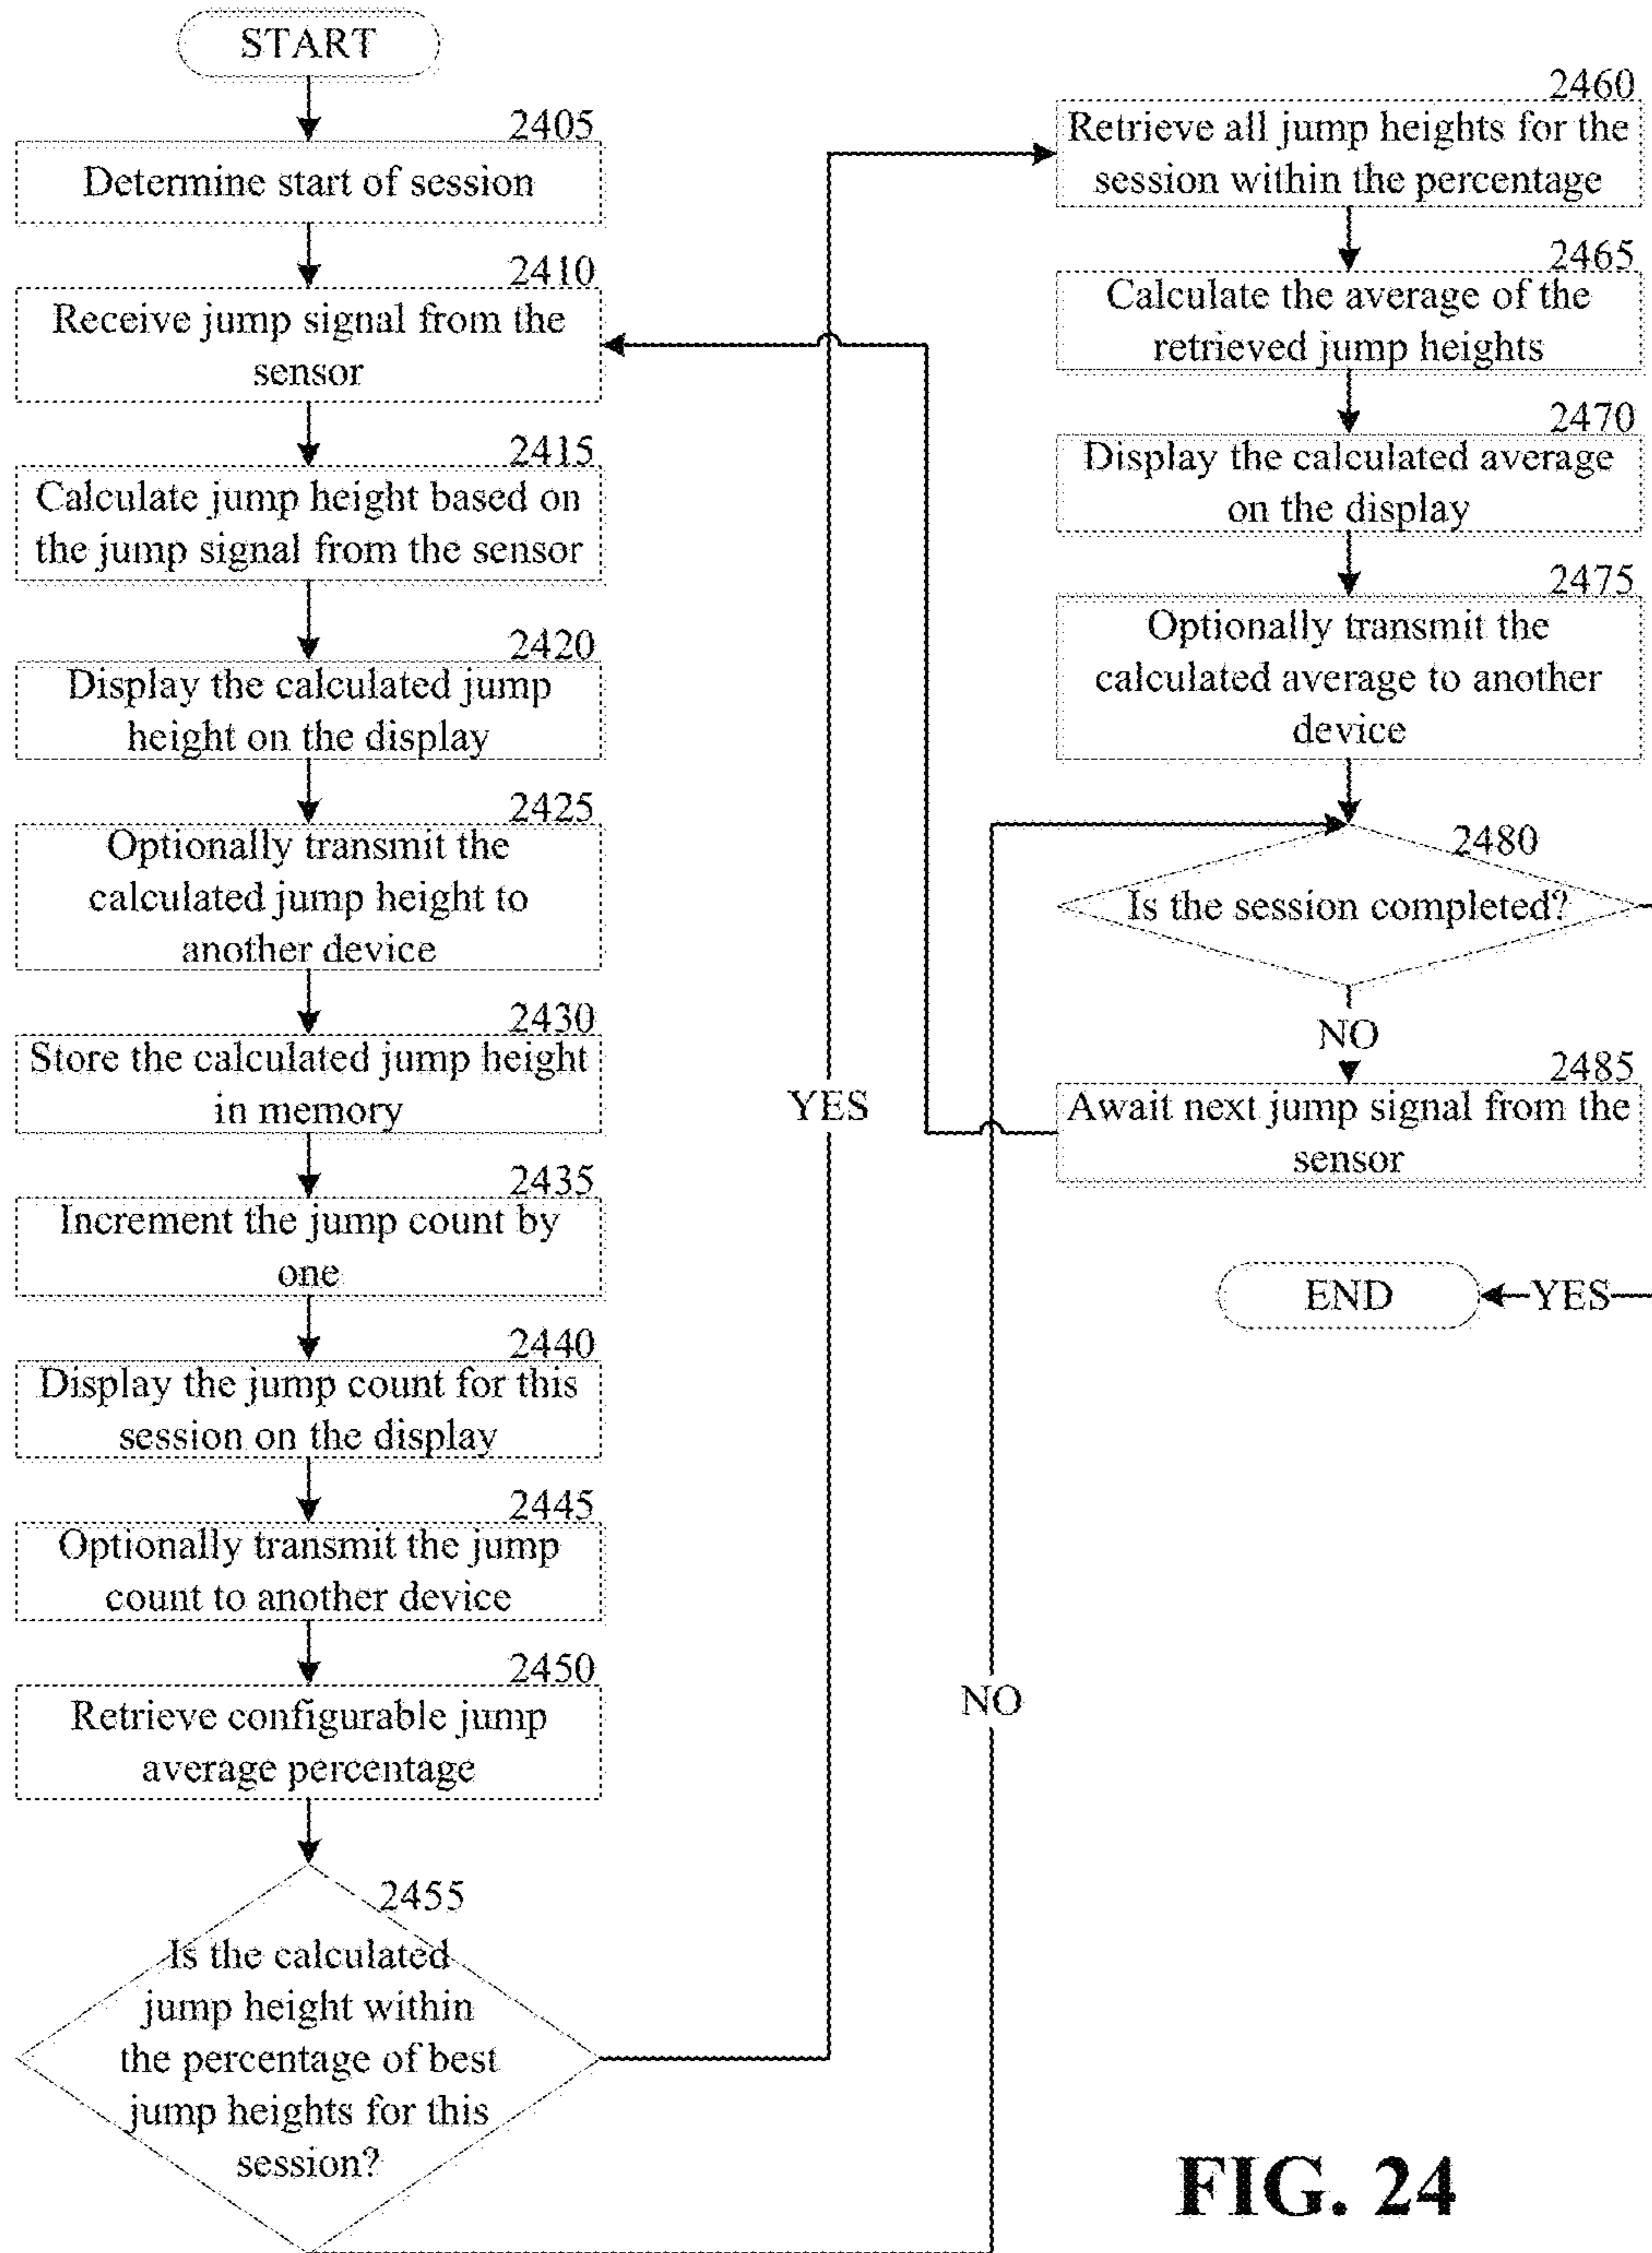 START
2405
Determine start of session
2410
Receive jump signal from the
sensor
2415
Calculate jump height based on
the jump signal from the sensor
2420
Display the calculated jump
height on the display
2425
Optionally transmit the
calculated jump height to
another device
2430
Store the calculated jump height
in memory
2435
Increment the jump count by
one
2440
Display the jump count for this
session on the display
2445
Optionally transmit the jump
count to another device
2450
Retrieve configurable jump
average percentage
2455
Is the calculated
jump height within
the percentage of best
jump heights for this
session?
YES
NO
2460
Retrieve all jump heights for the
session within the percentage
2465
Calculate the average of the
retrieved jump heights
2470
Display the calculated average
on the display
2475
Optionally transmit the
calculated average to another
device
2480
Is the session completed?
NO
2485
Await next jump signal from the
sensor
END
YES
FIG. 24